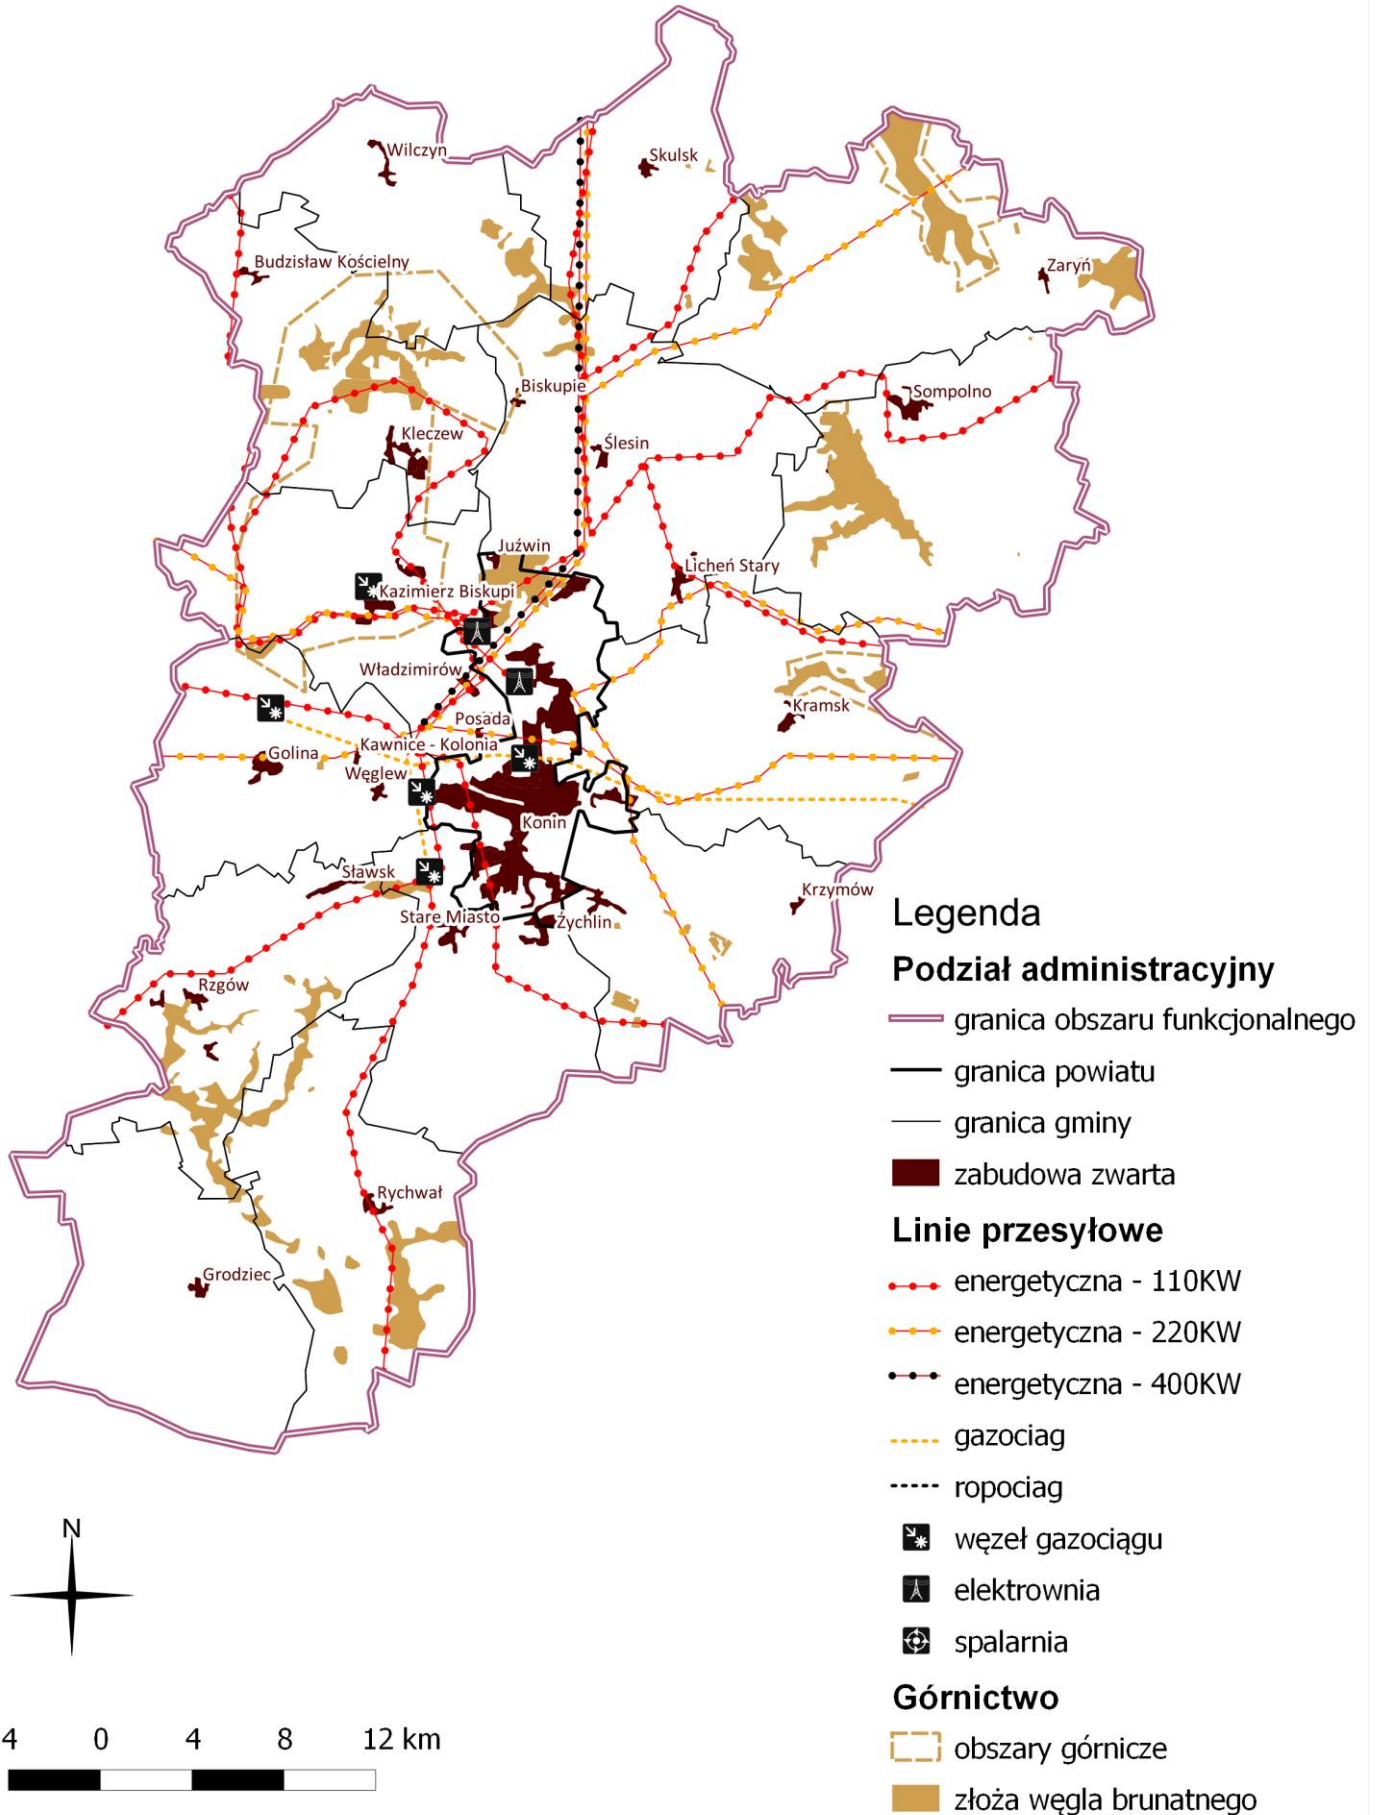 Wilczyn
Skulsk
Budzisław Kościelny
Zaryń
Biskupie
Sompolno
Kleczew
Ślesin
Juźwin
Licheń Stary
Kazimierz Biskupi
Władzimirów
Kramsk
Posada
Kawnice - Kolonia
Golina
Węglew
Konin
Sławsk
Krzymów
Stare Miasto
Żychlin
Rzgów
Rychwał
Grodziec
Legenda
Podział administracyjny
granica obszaru funkcjonalnego
granica powiatu
granica gminy
zabudowa zwarta
Linie przesyłowe
energetyczna - 110KW
energetyczna - 220KW
energetyczna - 400KW
gazociag
ropociag
węzeł gazociągu
elektrownia
spalarnia
Górnictwo
obszary górnicze
złoża węgla brunatnego
N
4 0 4 8 12 km